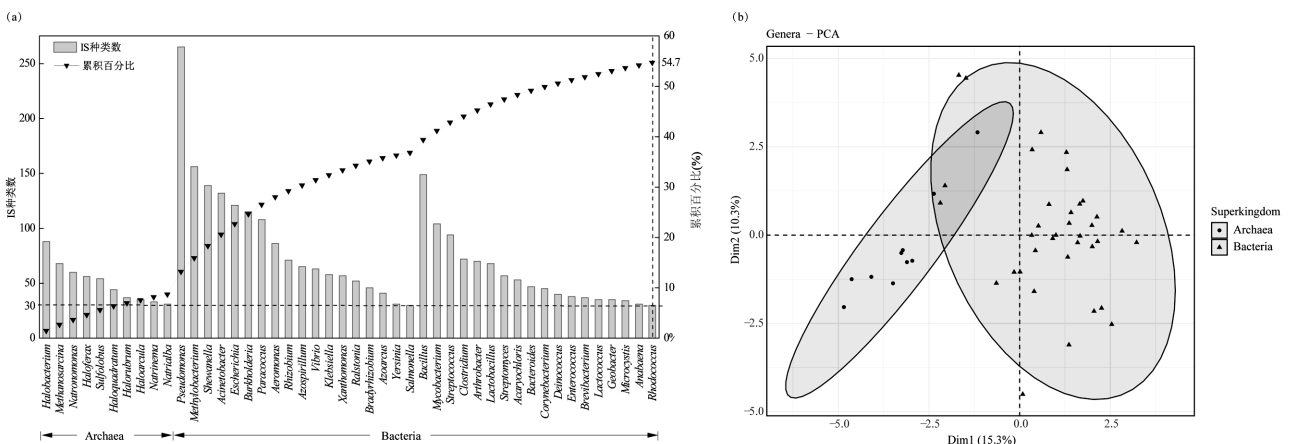 (a)
IS种类数
累积百分比
IS种类数
250
200
150
100
50
30
0
60
54.7
50
40
30
20
10
0%
累积百分比(%)
Halobacterium
Methanosarcina
Natronomonas
Haloferax
Sulfolobus
Haloquadratum
Halorubrum
Haloarcula
Natrinema
Natrialba
Pseudomonas
Methylobacterium
Shewanella
Acinetobacter
Escherichia
Burkholderia
Paracoccus
Aeromonas
Rhizobium
Azospirillum
Vibrio
Klebsiella
Xanthomonas
Ralstonia
Bradyrhizobium
Azoarcus
Yersinia
Salmonella
Bacillus
Mycobacterium
Streptococcus
Clostridium
Arthrobacter
Lactobacillus
Streptomyces
Acaryochloris
Bacteroides
Corynebacterium
Deinococcus
Enterococcus
Brevibacterium
Lactococcus
Geobacter
Microcystis
Anabaena
Rhodococcus
Archaea
Bacteria
(b)
Genera − PCA
Dim2 (10.3%)
5.0
2.5
0.0
−2.5
−5.0
−5.0
−2.5
0.0
2.5
Dim1 (15.3%)
Superkingdom
Archaea
Bacteria